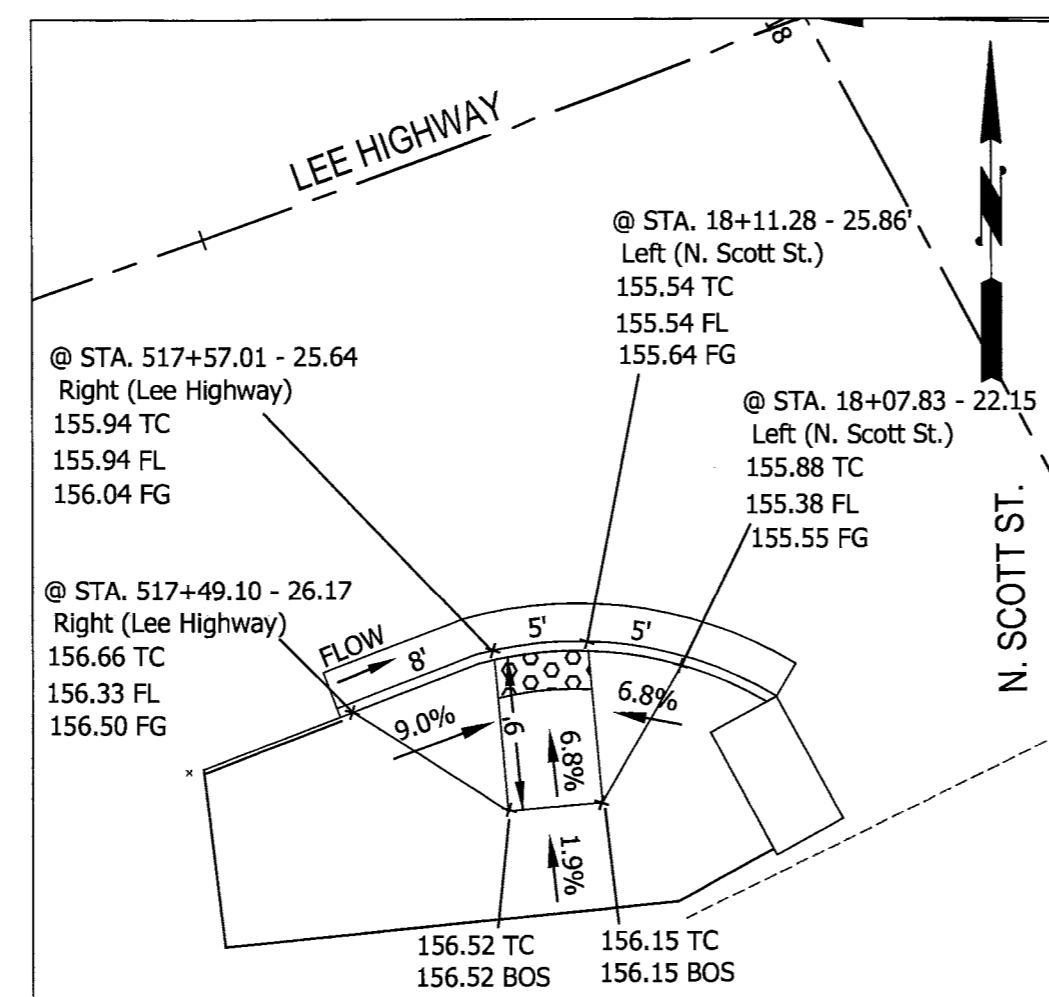 18
LEE HIGHWAY
@ STA. 18+11.28 - 25.86'
Left (N. Scott St.)
155.54 TC
155.54 FL
155.64 FG
@ STA. 517+57.01 - 25.64
Right (Lee Highway)
155.94 TC
155.94 FL
156.04 FG
@ STA. 18+07.83 - 22.15
Left (N. Scott St.)
155.88 TC
155.38 FL
155.55 FG
N. SCOTT ST.
@ STA. 517+49.10 - 26.17
Right (Lee Highway)
156.66 TC
156.33 FL
156.50 FG
FLOW
8'
5'
5'
9.0%
6.8%
6.8%
1.9%
156.52 TC
156.52 BOS
156.15 TC
156.15 BOS